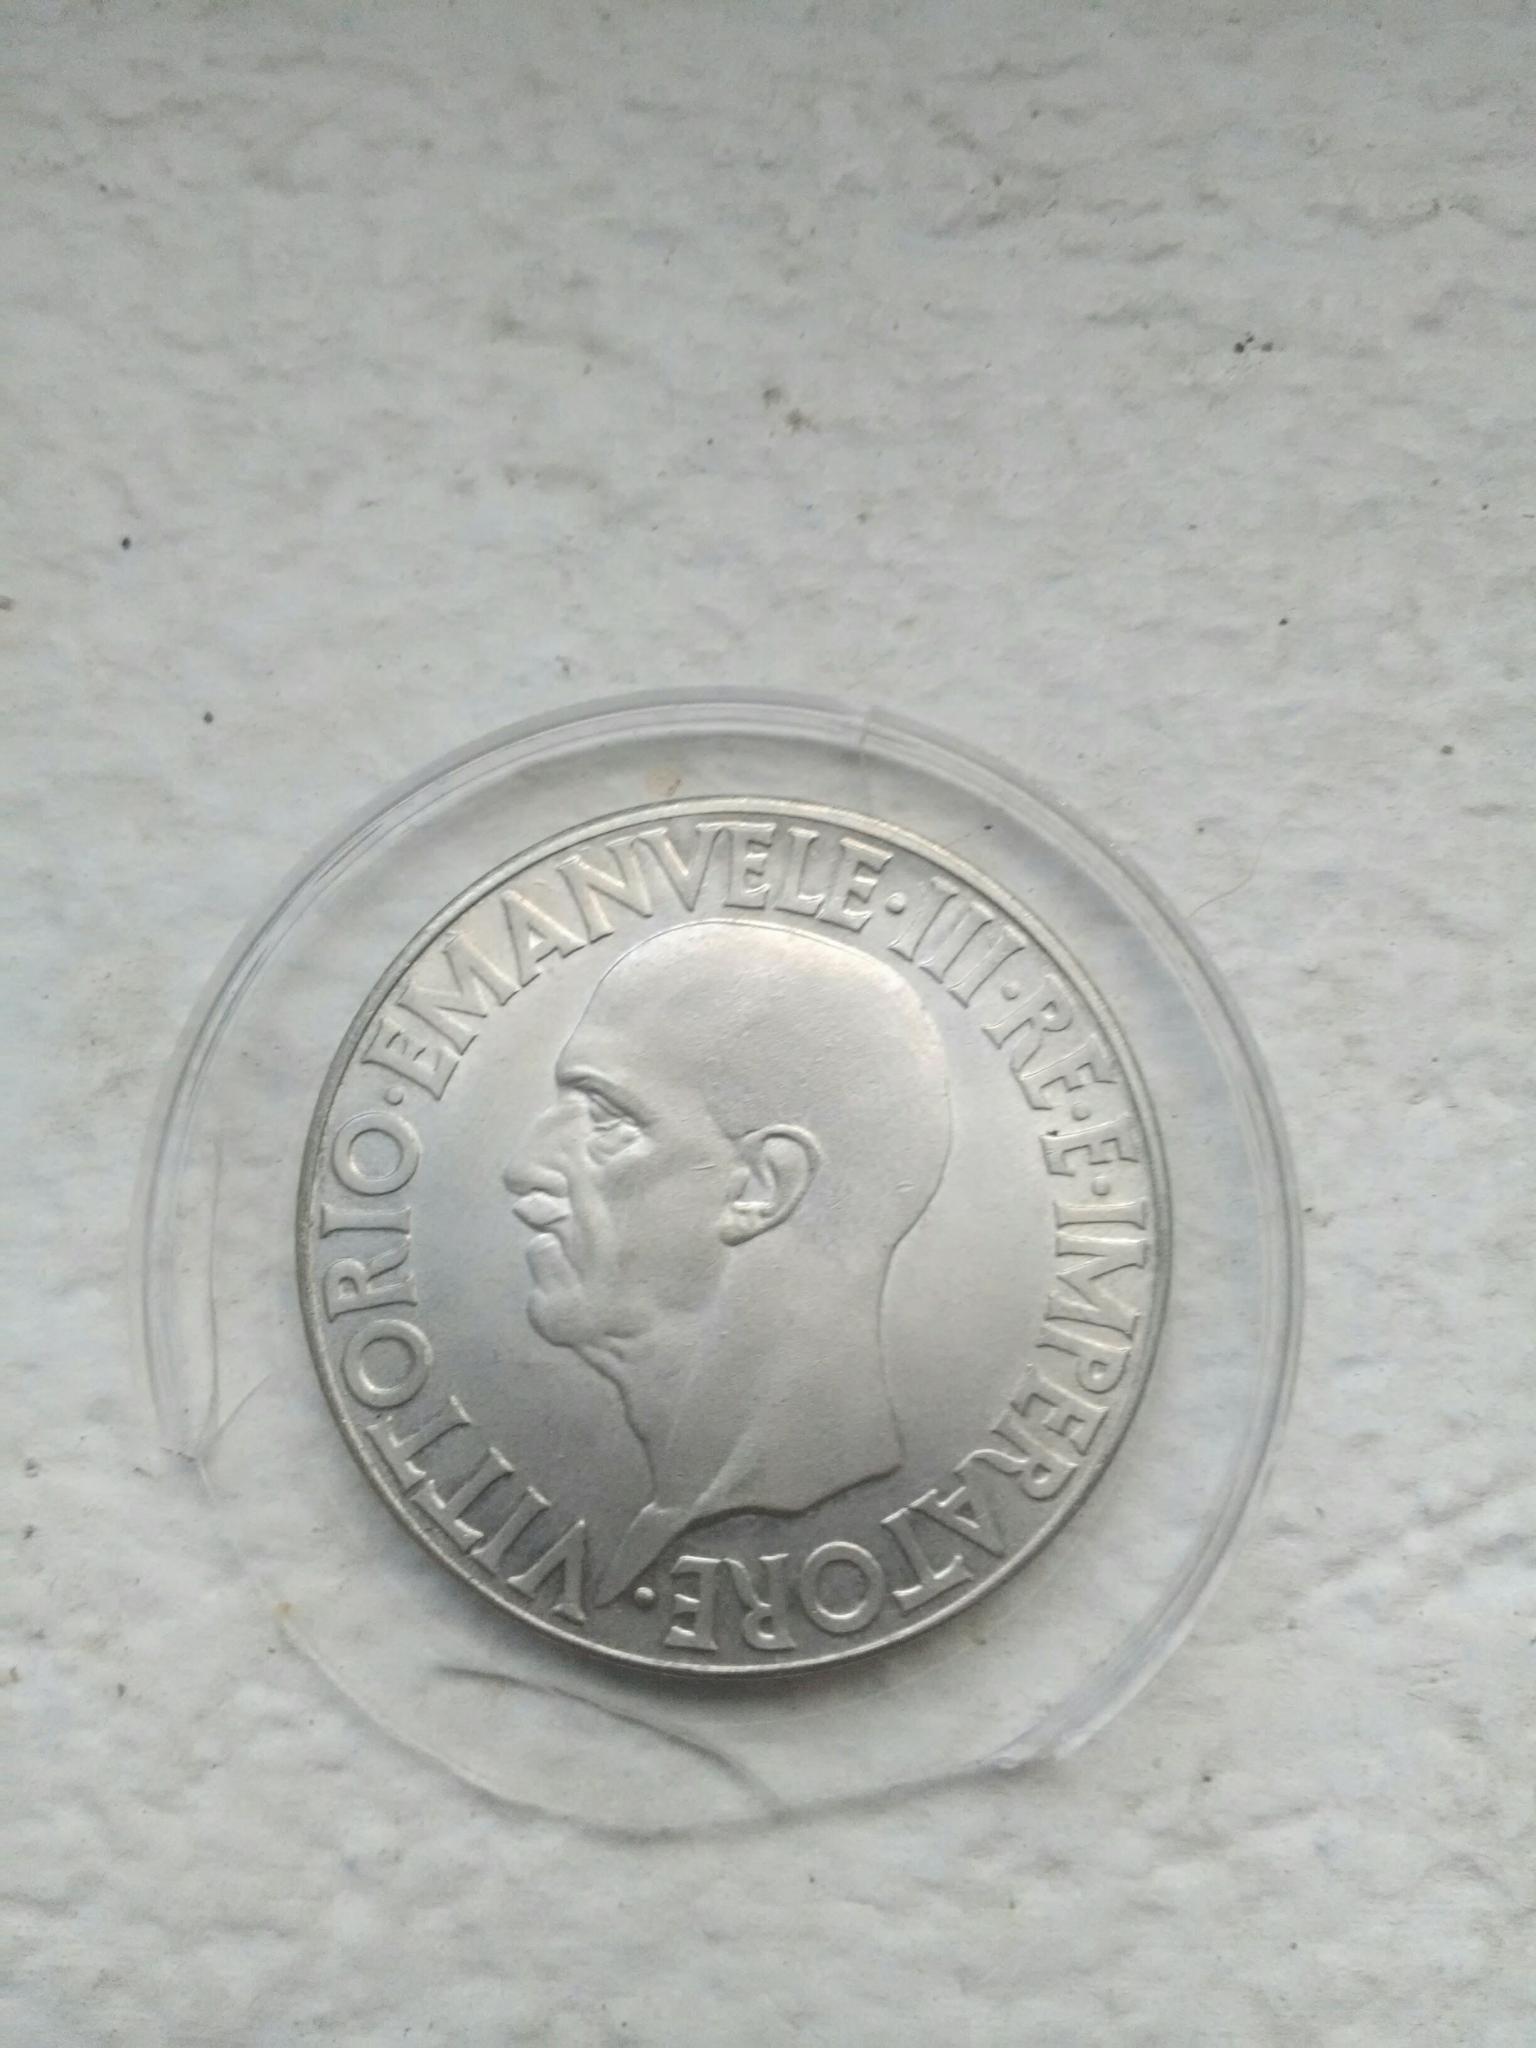 VITTORIO · EMANVELE · III · RE · E · IMPERATORE ·